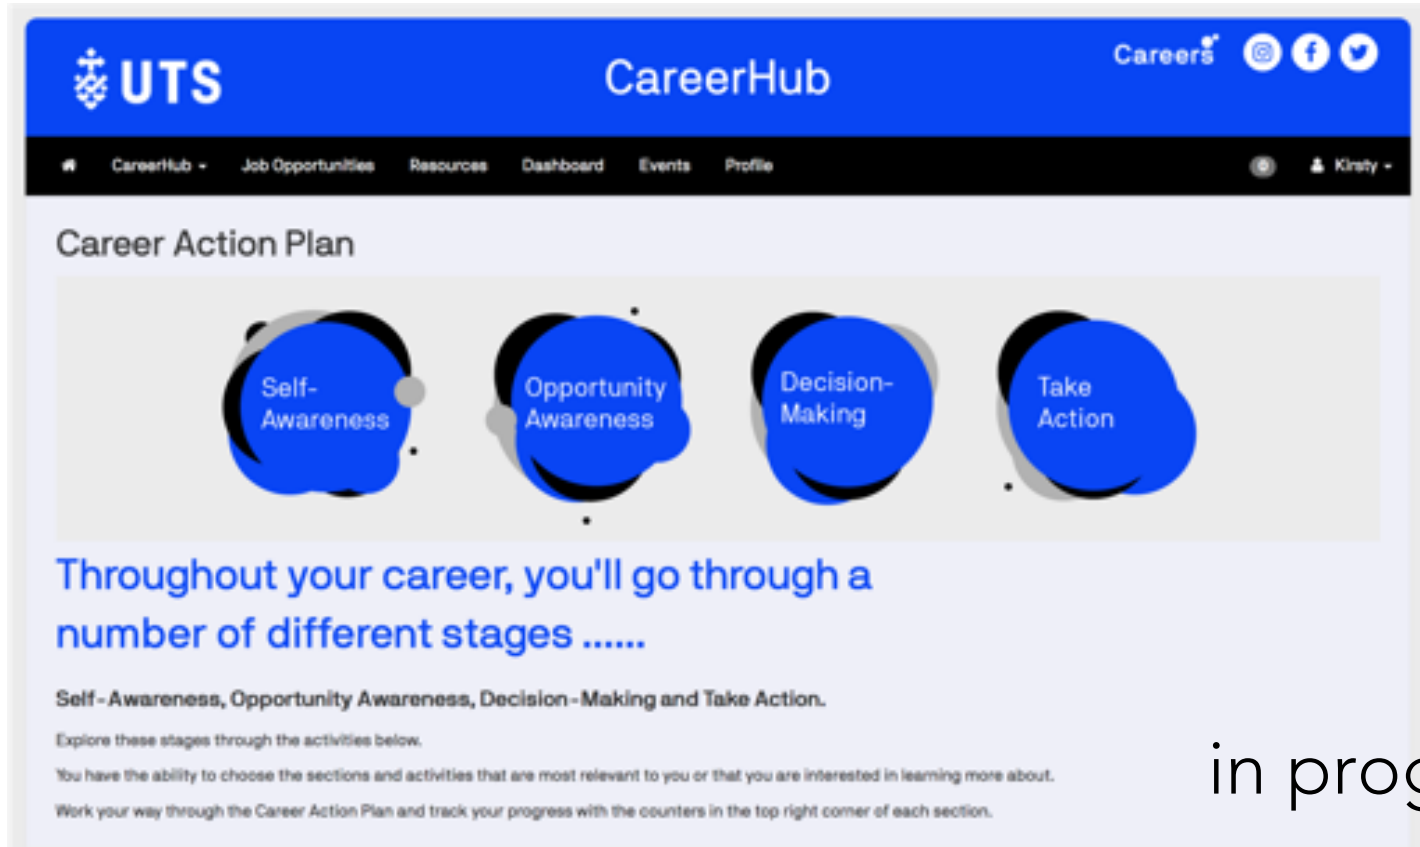 UTS
CareerHub
Careers
CareerHub
Job Opportunities
Resources
Dashboard
Events
Profile
0
Kirsty
Career Action Plan
Self-
Awareness
Opportunity
Awareness
Decision-
Making
Take
Action
Throughout your career, you'll go through a
number of different stages ......
Self-Awareness, Opportunity Awareness, Decision-Making and Take Action.
Explore these stages through the activities below.
You have the ability to choose the sections and activities that are most relevant to you or that you are interested in learning more about.
Work your way through the Career Action Plan and track your progress with the counters in the top right corner of each section.
in prog